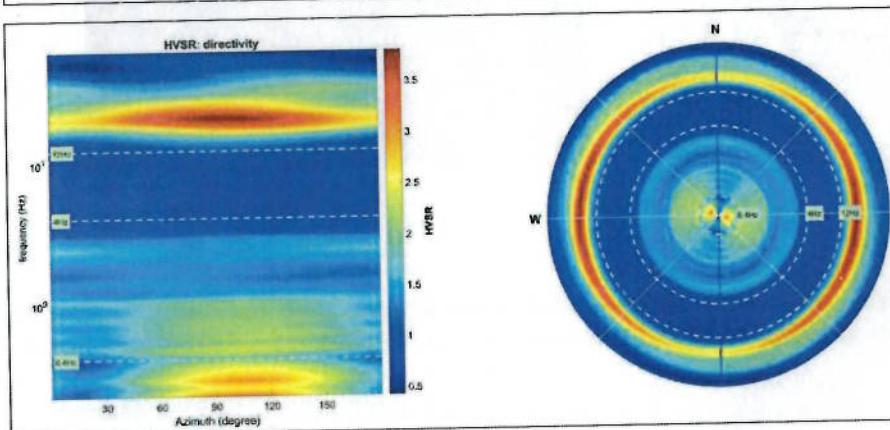 HVSR: directivity
3.5
3
2.5
2
1.5
1
0.5
HVSR
12Hz
4Hz
0.4Hz
10¹
10⁰
frequency (Hz)
30
60
90
120
150
Azimuth (degree)
N
W
0.4Hz
4Hz
12Hz